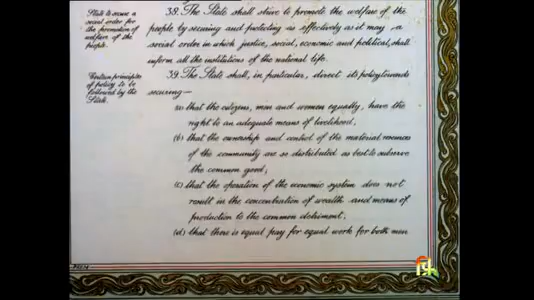 State to secure a
social order for
the promotion of
welfare of the
people.
38. The State shall strive to promote the welfare of the
people by securing and protecting as effectively as it may a
social order in which justice, social, economic and political, shall
inform all the institutions of the national life.
Certain principles
of policy to be
followed by the
State.
39. The State shall, in particular, direct its policy towards
securing—
(a) that the citizens, men and women equally, have the
right to an adequate means of livelihood;
(b) that the ownership and control of the material resources
of the community are so distributed as best to subserve
the common good;
(c) that the operation of the economic system does not
result in the concentration of wealth and means of
production to the common detriment;
(d) that there is equal pay for equal work for both men